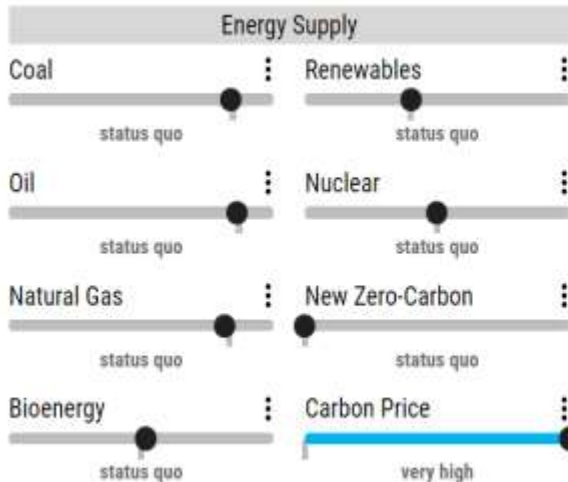 Energy Supply
Coal
Renewables
status quo
status quo
Oil
Nuclear
status quo
status quo
Natural Gas
New Zero-Carbon
status quo
status quo
Bioenergy
Carbon Price
status quo
very high